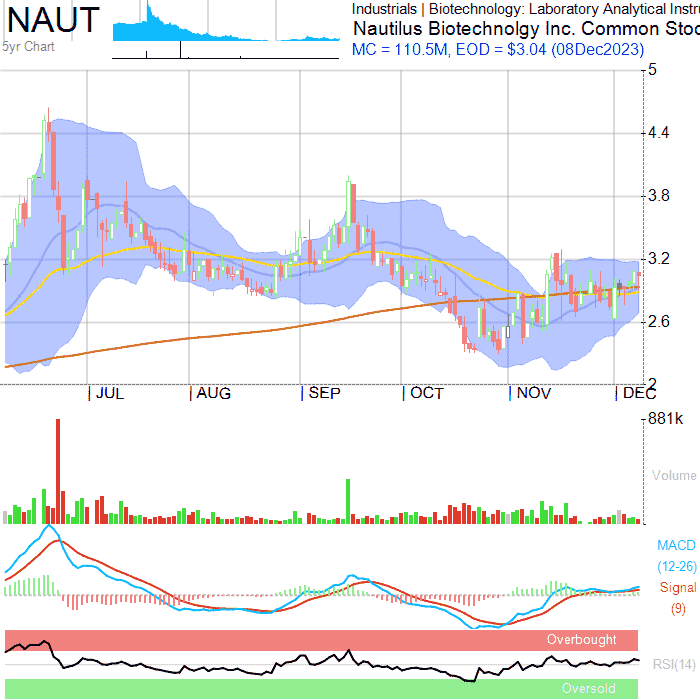 NAUT
5yr Chart
Industrials | Biotechnology: Laboratory Analytical Instru
Nautilus Biotechnolgy Inc. Common Stoc
MC = 110.5M, EOD = $3.04 (08Dec2023)
5
4.4
3.8
3.2
2.6
2
JUL AUG SEP OCT NOV DEC
881k
Volume
MACD
(12-26)
Signal
(9)
Overbought
RSI(14)
Oversold